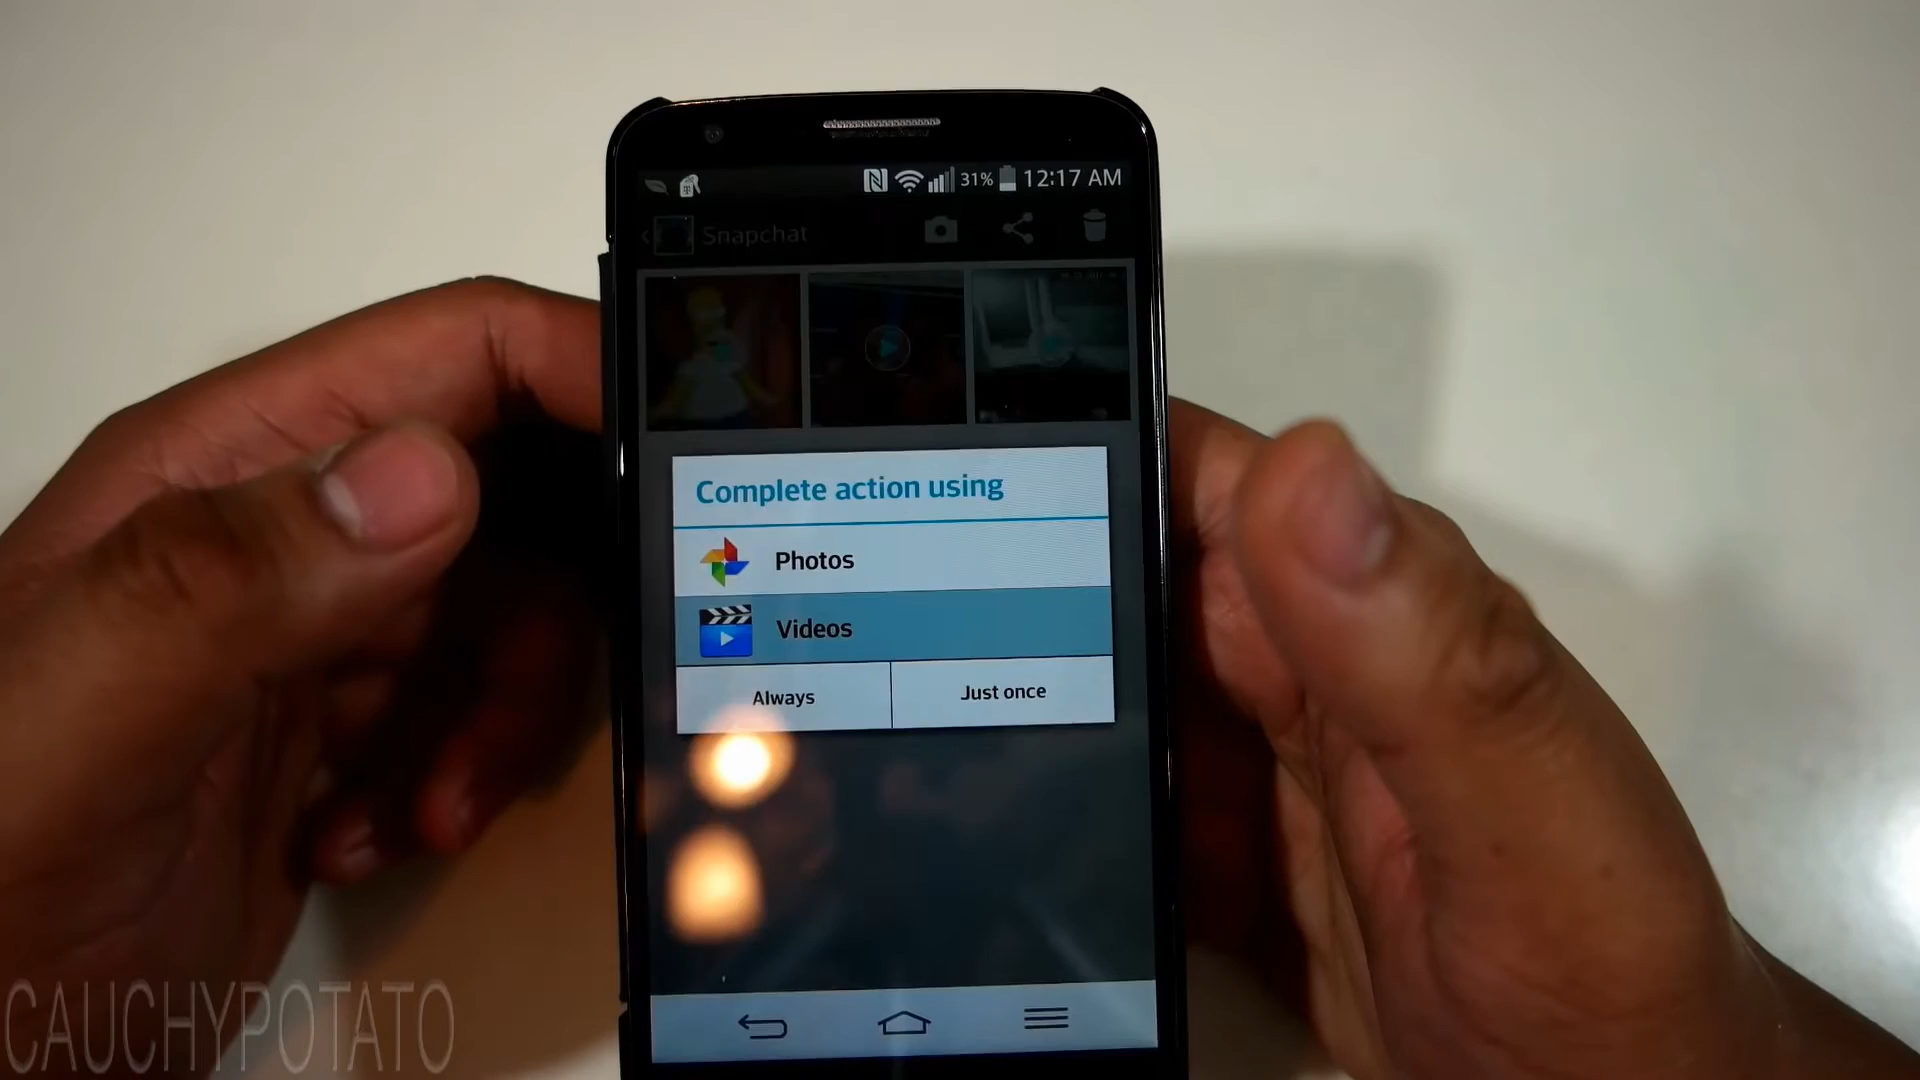 31% 12:17 AM
Snapchat
Complete action using
Photos
Videos
Always Just once
CAUCHYPOTATO